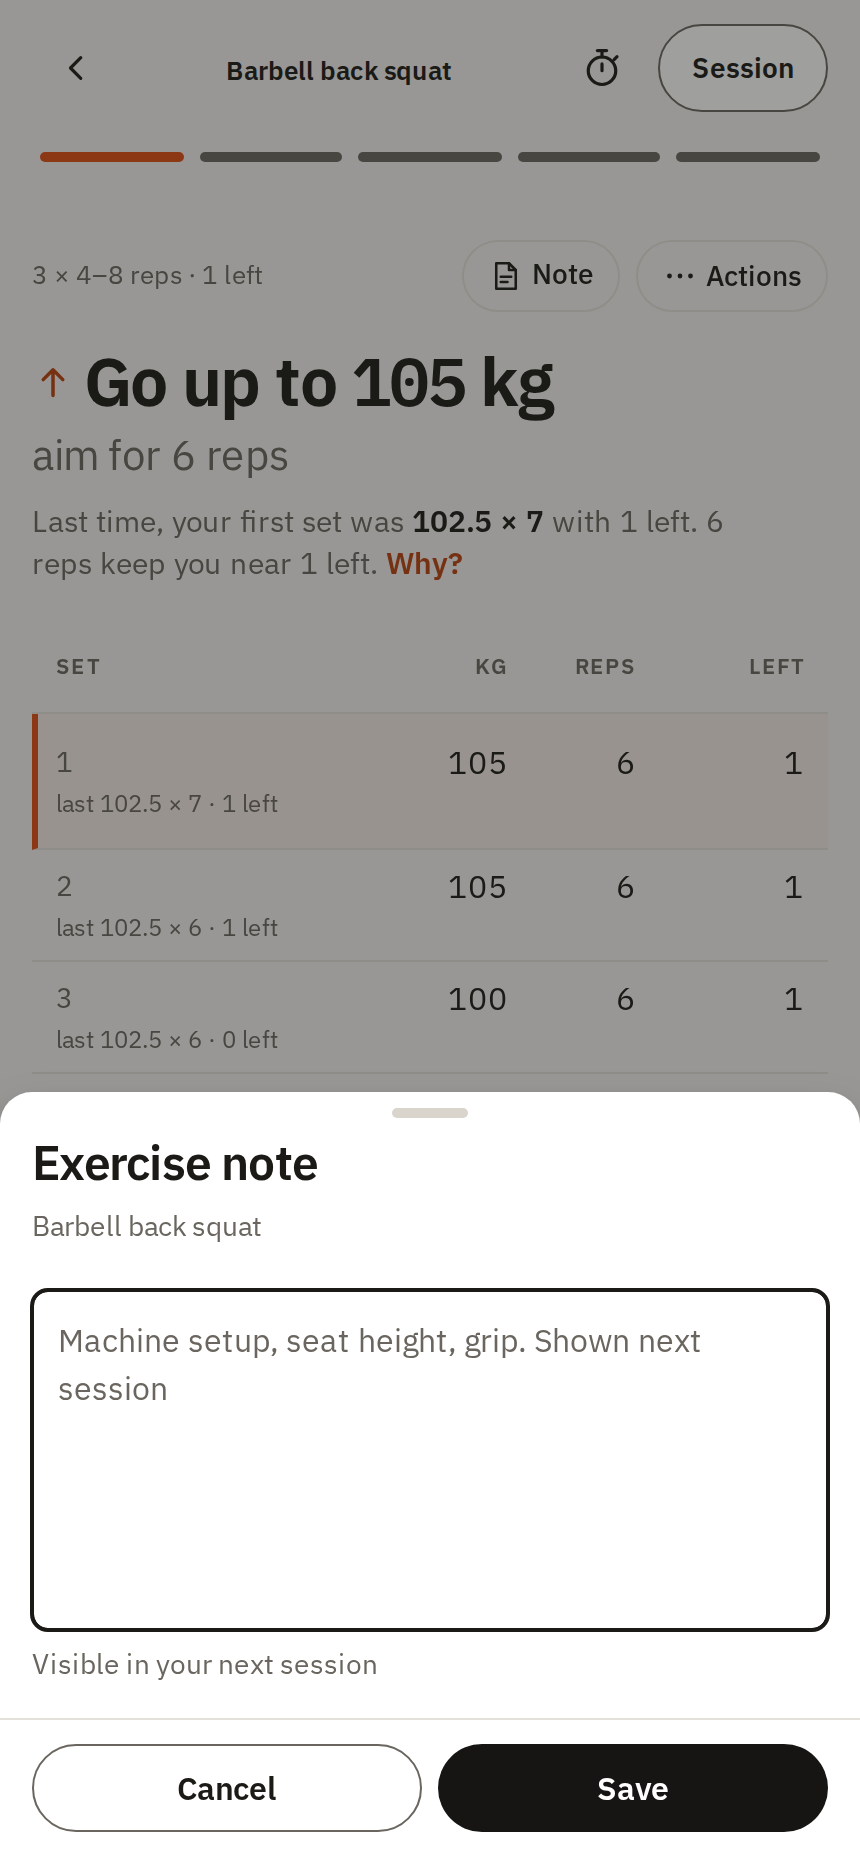 Barbell back squat
Session
3 × 4–8 reps · 1 left
Note
Actions
↑ Go up to 105 kg
aim for 6 reps
Last time, your first set was 102.5 × 7 with 1 left. 6
reps keep you near 1 left. Why?
SET KG REPS LEFT
1 105 6 1
last 102.5 × 7 · 1 left
2 105 6 1
last 102.5 × 6 · 1 left
3 100 6 1
last 102.5 × 6 · 0 left
Exercise note
Barbell back squat
Machine setup, seat height, grip. Shown next
session
Visible in your next session
Cancel
Save